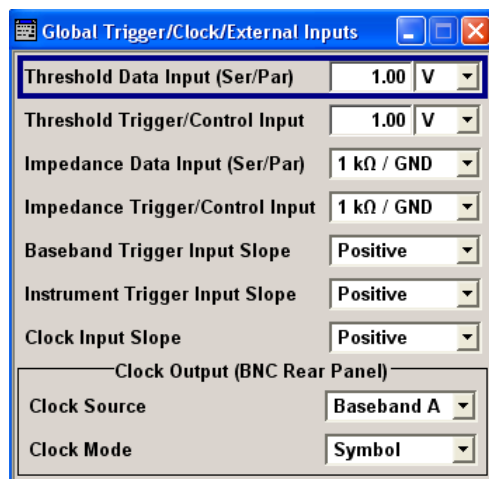 Global Trigger/Clock/External Inputs
Threshold Data Input (Ser/Par) 1.00 V
Threshold Trigger/Control Input 1.00 V
Impedance Data Input (Ser/Par) 1 kΩ / GND
Impedance Trigger/Control Input 1 kΩ / GND
Baseband Trigger Input Slope Positive
Instrument Trigger Input Slope Positive
Clock Input Slope Positive
Clock Output (BNC Rear Panel)
Clock Source Baseband A
Clock Mode Symbol